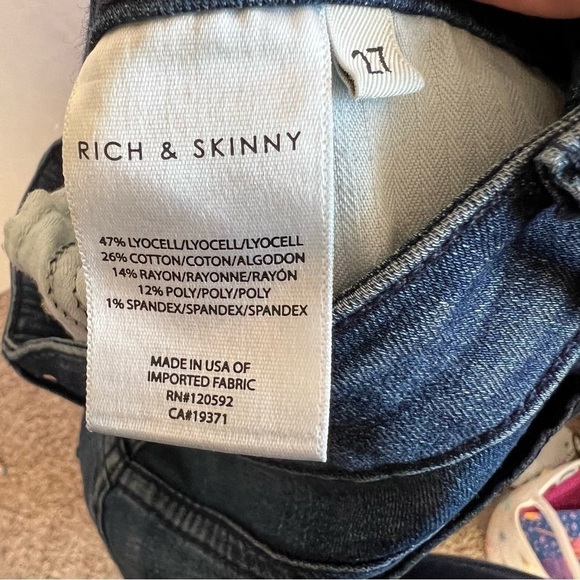 27
RICH & SKINNY
47% LYOCELL/LYOCELL/LYOCELL
26% COTTON/COTON/ALGODON
14% RAYON/RAYONNE/RAYÓN
12% POLY/POLY/POLY
1% SPANDEX/SPANDEX/SPANDEX
MADE IN USA OF
IMPORTED FABRIC
RN#120592
CA#19371